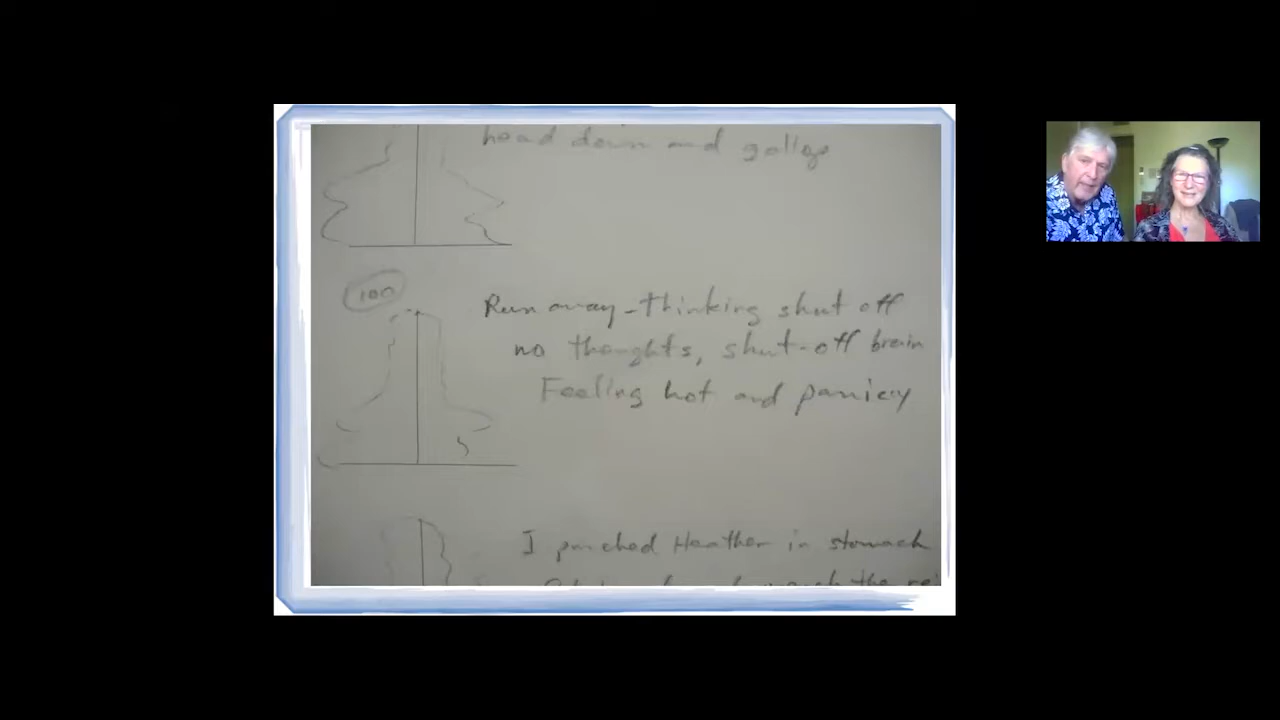 head down and gallop
100
Run away - thinking shut off
no thoughts, shut-off brain
Feeling hot and panicy
I punched Heather in stomach
the